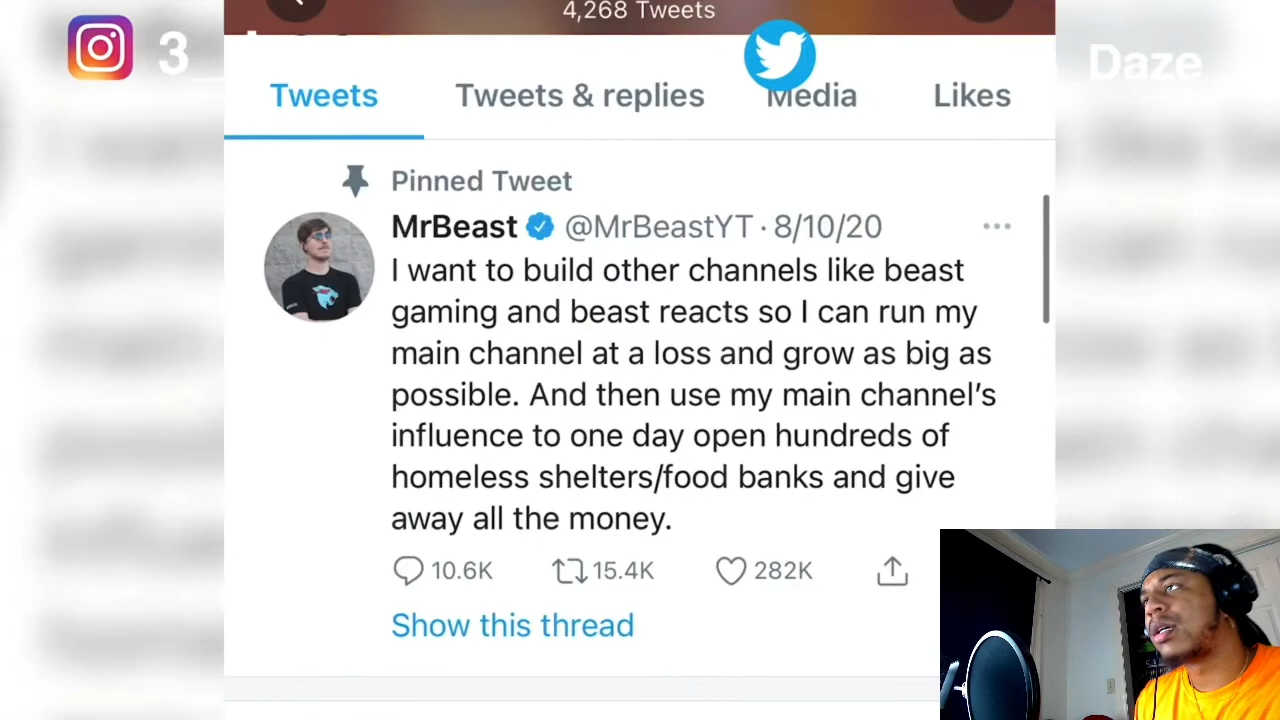 4,268 Tweets
3
Daze
Tweets Tweets & replies Media Likes
Pinned Tweet
MrBeast @MrBeastYT · 8/10/20
I want to build other channels like beast
gaming and beast reacts so I can run my
main channel at a loss and grow as big as
possible. And then use my main channel’s
influence to one day open hundreds of
homeless shelters/food banks and give
away all the money.
10.6K 15.4K 282K
Show this thread